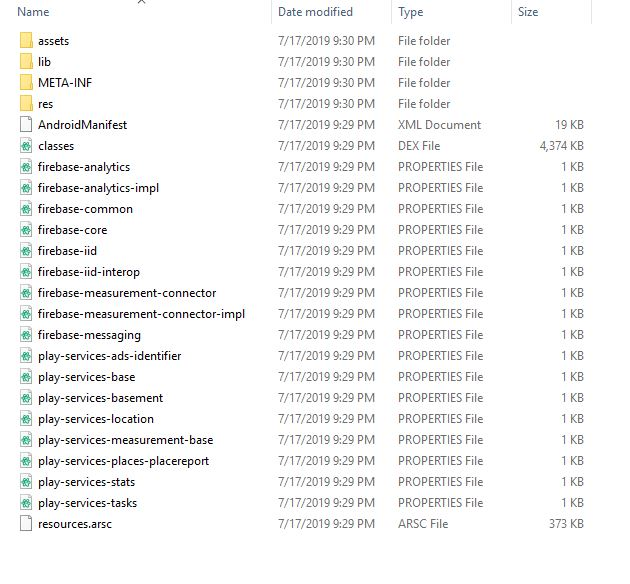 Name Date modified Type Size
assets 7/17/2019 9:30 PM File folder
lib 7/17/2019 9:30 PM File folder
META-INF 7/17/2019 9:30 PM File folder
res 7/17/2019 9:30 PM File folder
AndroidManifest 7/17/2019 9:29 PM XML Document 19 KB
classes 7/17/2019 9:29 PM DEX File 4,374 KB
firebase-analytics 7/17/2019 9:29 PM PROPERTIES File 1 KB
firebase-analytics-impl 7/17/2019 9:29 PM PROPERTIES File 1 KB
firebase-common 7/17/2019 9:29 PM PROPERTIES File 1 KB
firebase-core 7/17/2019 9:29 PM PROPERTIES File 1 KB
firebase-iid 7/17/2019 9:29 PM PROPERTIES File 1 KB
firebase-iid-interop 7/17/2019 9:29 PM PROPERTIES File 1 KB
firebase-measurement-connector 7/17/2019 9:29 PM PROPERTIES File 1 KB
firebase-measurement-connector-impl 7/17/2019 9:29 PM PROPERTIES File 1 KB
firebase-messaging 7/17/2019 9:29 PM PROPERTIES File 1 KB
play-services-ads-identifier 7/17/2019 9:29 PM PROPERTIES File 1 KB
play-services-base 7/17/2019 9:29 PM PROPERTIES File 1 KB
play-services-basement 7/17/2019 9:29 PM PROPERTIES File 1 KB
play-services-location 7/17/2019 9:29 PM PROPERTIES File 1 KB
play-services-measurement-base 7/17/2019 9:29 PM PROPERTIES File 1 KB
play-services-places-placereport 7/17/2019 9:29 PM PROPERTIES File 1 KB
play-services-stats 7/17/2019 9:29 PM PROPERTIES File 1 KB
play-services-tasks 7/17/2019 9:29 PM PROPERTIES File 1 KB
resources.arsc 7/17/2019 9:29 PM ARSC File 373 KB